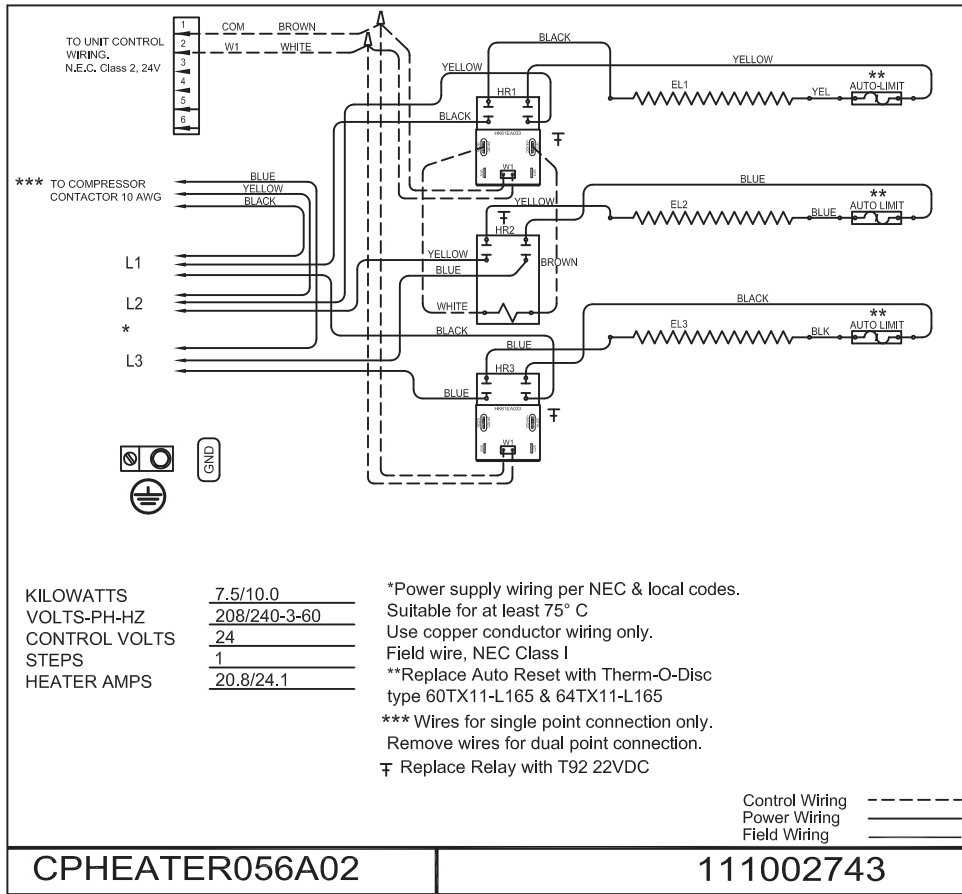 1
2
3
4
5
6
TO UNIT CONTROL
WIRING.
N.E.C. Class 2, 24V
COM BROWN
W1 WHITE
BLACK
YELLOW
YELLOW
HR1
BLACK
HK61EA003
W1
EL1
YEL
**
AUTO-LIMIT
*** TO COMPRESSOR
CONTACTOR 10 AWG
BLUE
YELLOW
BLACK
BLUE
YELLOW
HR2
EL2
BLUE
**
AUTO LIMIT
L1
L2
*
L3
YELLOW
BLUE
BROWN
WHITE
BLACK
BLACK
BLUE
HR3
EL3
BLK
**
AUTO LIMIT
BLUE
HK61EA003
W1
GND
KILOWATTS 7.5/10.0
VOLTS-PH-HZ 208/240-3-60
CONTROL VOLTS 24
STEPS 1
HEATER AMPS 20.8/24.1
*Power supply wiring per NEC & local codes.
Suitable for at least 75° C
Use copper conductor wiring only.
Field wire, NEC Class I
**Replace Auto Reset with Therm-O-Disc
type 60TX11-L165 & 64TX11-L165
*** Wires for single point connection only.
Remove wires for dual point connection.
Replace Relay with T92 22VDC
Control Wiring
Power Wiring
Field Wiring
CPHEATER056A02
111002743